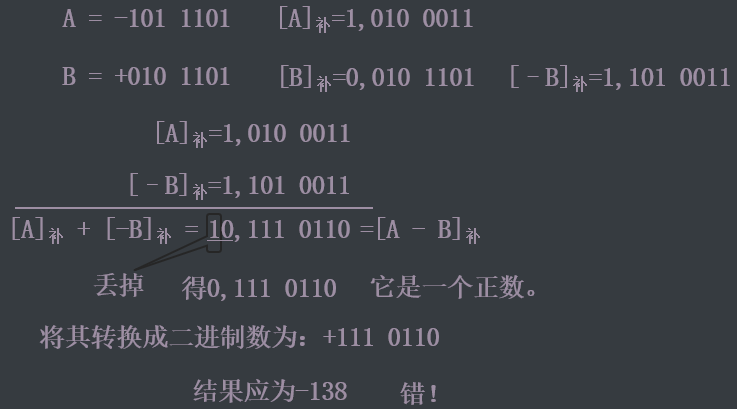 A = -101 1101 [A]补=1,010 0011
B = +010 1101 [B]补=0,010 1101 [-B]补=1,101 0011
[A]补=1,010 0011
[-B]补=1,101 0011
[A]补 + [-B]补 = 10,111 0110 =[A - B]补
丢掉 得0,111 0110 它是一个正数。
将其转换成二进制数为：+111 0110
结果应为-138 错!